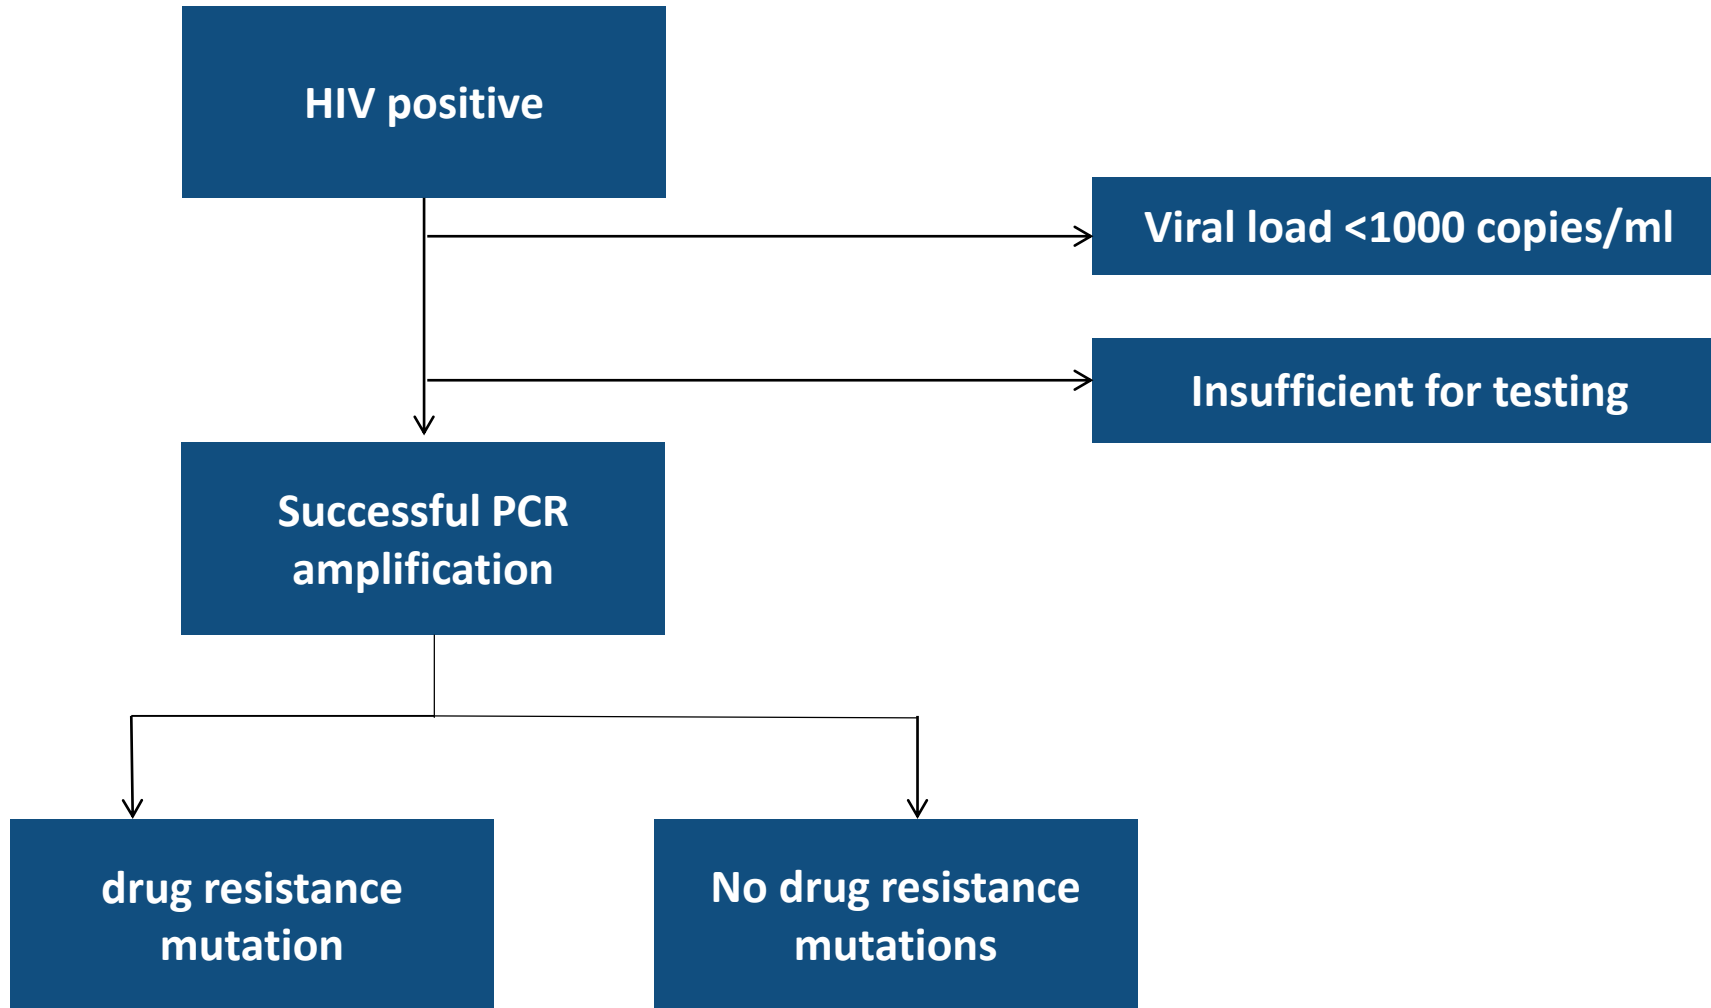 HIV positive
Viral load <1000 copies/ml
Insufficient for testing
Successful PCR
amplification
drug resistance
mutation
No drug resistance
mutations